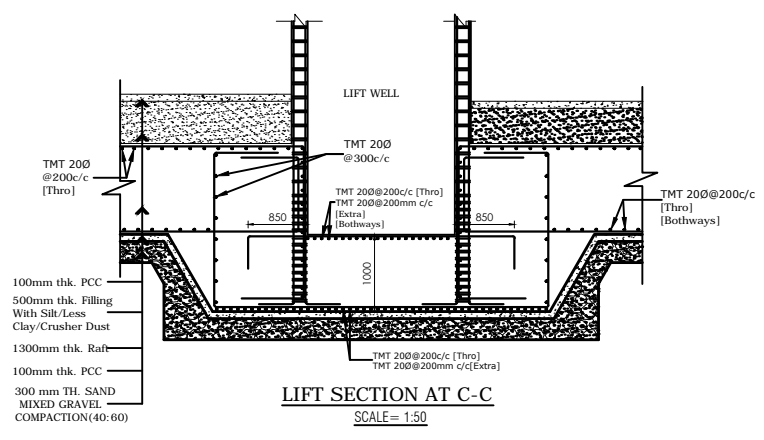 LIFT WELL
TMT 20Ø
@300c/c
TMT 20Ø
@200c/c
[Thro]
TMT 20Ø@200c/c [Thro]
TMT 20Ø@200mm c/c
[Extra]
[Bothways]
TMT 20Ø@200c/c
[Thro]
[Bothways]
850
850
1000
100mm thk. PCC
500mm thk. Filling
With Silt/Less
Clay/Crusher Dust
1300mm thk. Raft
100mm thk. PCC
300 mm TH. SAND
MIXED GRAVEL
COMPACTION(40:60)
TMT 20Ø@200c/c [Thro]
TMT 20Ø@200mm c/c[Extra]
LIFT SECTION AT C-C
SCALE= 1:50